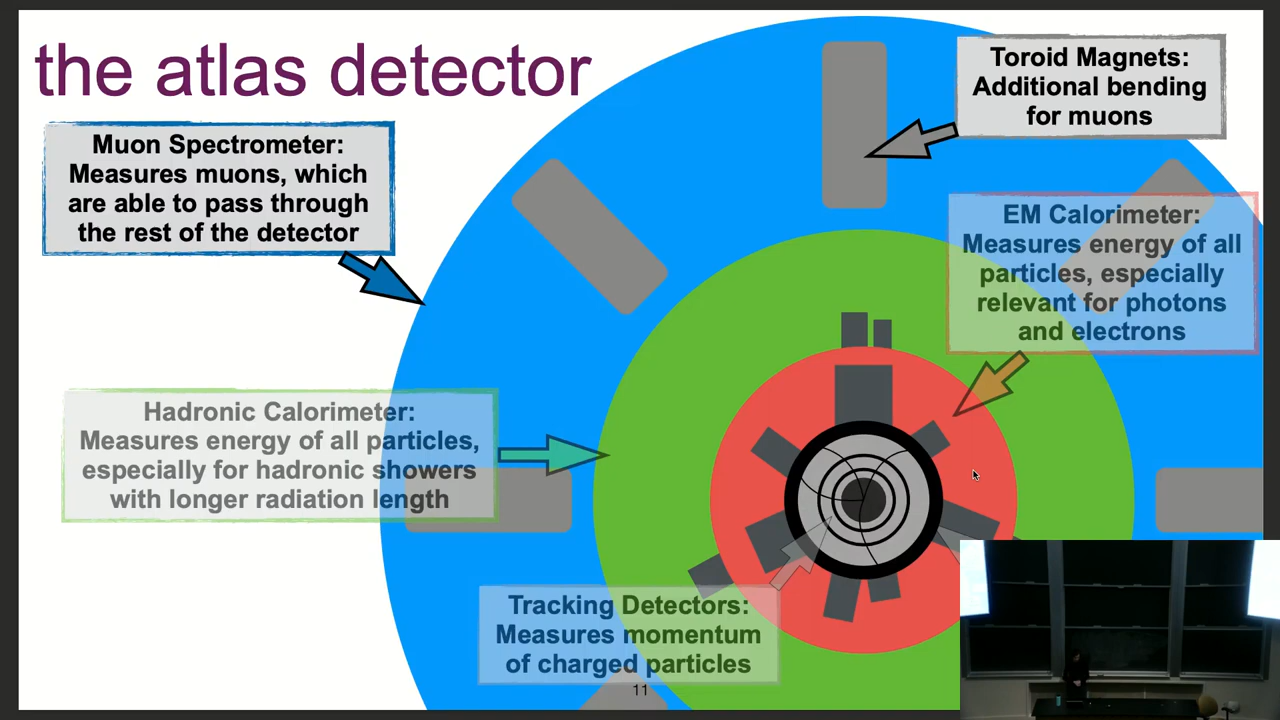 the atlas detector
Muon Spectrometer:
Measures muons, which
are able to pass through
the rest of the detector
Toroid Magnets:
Additional bending
for muons
EM Calorimeter:
Measures energy of all
particles, especially
relevant for photons
and electrons
Hadronic Calorimeter:
Measures energy of all particles,
especially for hadronic showers
with longer radiation length
Tracking Detectors:
Measures momentum
of charged particles
11